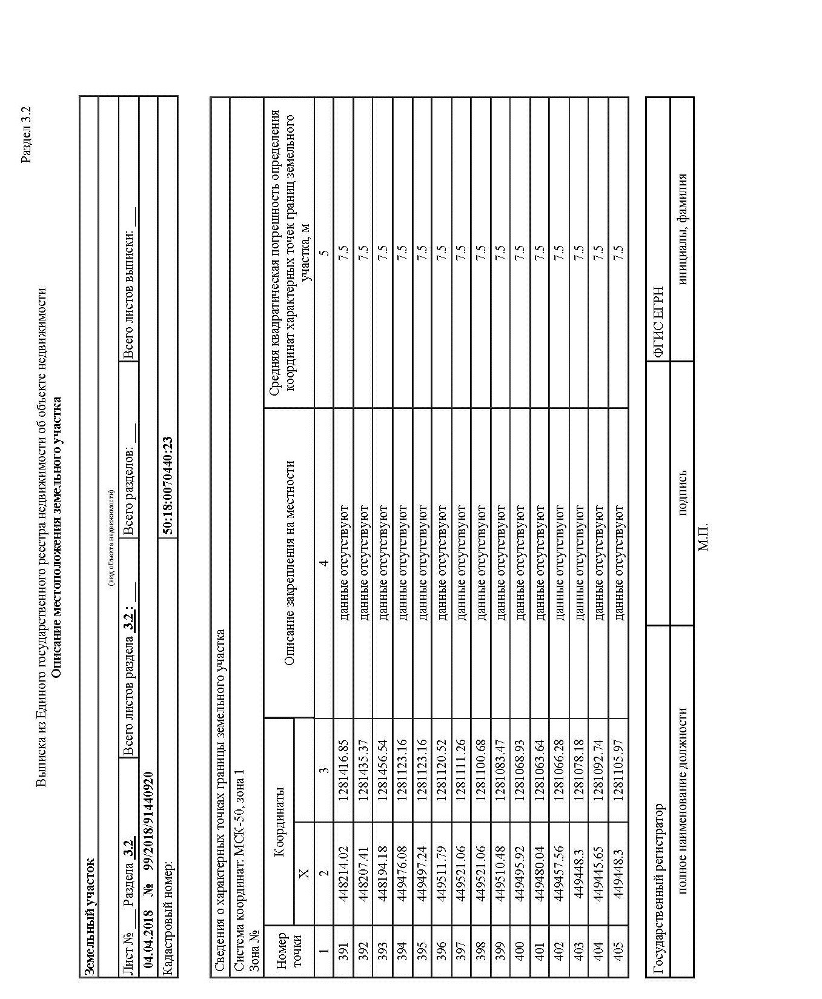 Раздел 3.2
Выписка из Единого государственного реестра недвижимости об объекте недвижимости
Описание местоположения земельного участка
Земельный участок
(вид объекта недвижимости)
Лист № ___ Раздела 3.2 Всего листов раздела 3.2 : ___ Всего разделов: ___ Всего листов выписки: ___
04.04.2018 № 99/2018/91440920
Кадастровый номер: 50:18:0070440:23
Сведения о характерных точках границы земельного участка
Система координат: МСК-50, зона 1
Зона №
Номер точки Координаты Описание закрепления на местности Средняя квадратическая погрешность определения
координат характерных точек границ земельного
участка, м
X
1 2 3 4 5
391 448214.02 1281416.85 данные отсутствуют 7.5
392 448207.41 1281435.37 данные отсутствуют 7.5
393 448194.18 1281456.54 данные отсутствуют 7.5
394 449476.08 1281123.16 данные отсутствуют 7.5
395 449497.24 1281123.16 данные отсутствуют 7.5
396 449511.79 1281120.52 данные отсутствуют 7.5
397 449521.06 1281111.26 данные отсутствуют 7.5
398 449521.06 1281100.68 данные отсутствуют 7.5
399 449510.48 1281083.47 данные отсутствуют 7.5
400 449495.92 1281068.93 данные отсутствуют 7.5
401 449480.04 1281063.64 данные отсутствуют 7.5
402 449457.56 1281066.28 данные отсутствуют 7.5
403 449448.3 1281078.18 данные отсутствуют 7.5
404 449445.65 1281092.74 данные отсутствуют 7.5
405 449448.3 1281105.97 данные отсутствуют 7.5
Государственный регистратор ФГИС ЕГРН
полное наименование должности подпись инициалы, фамилия
М.П.